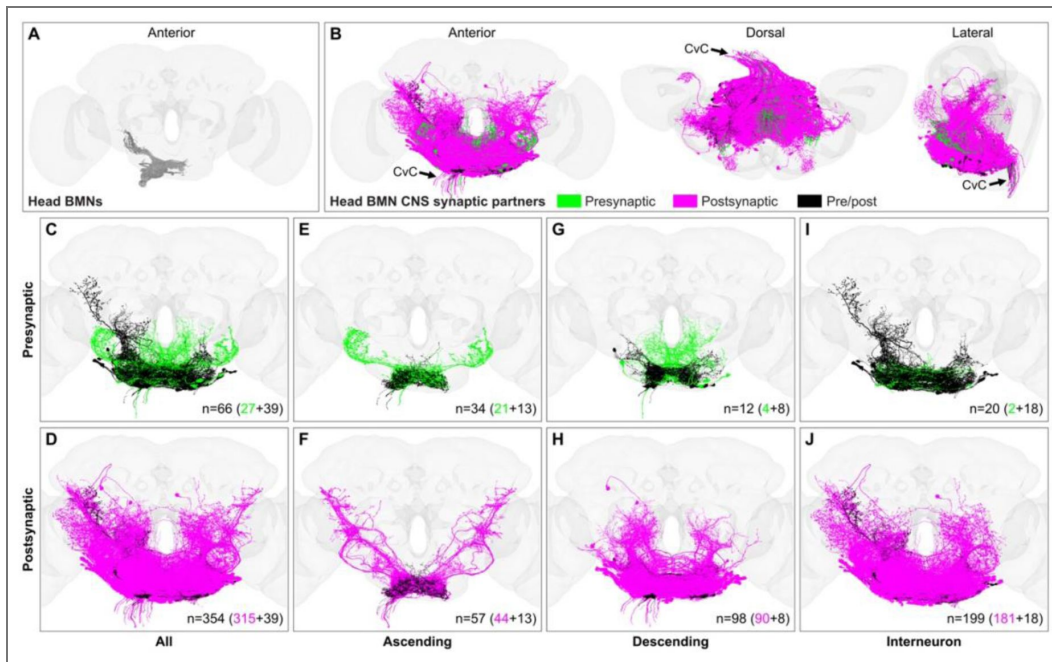 A
Anterior
Head BMNs
B
Anterior
Dorsal
Lateral
CvC
CvC
CvC
Head BMN CNS synaptic partners
Presynaptic
Postsynaptic
Pre/post
Presynaptic
C
n=66 (27+39)
E
n=34 (21+13)
G
n=12 (4+8)
I
n=20 (2+18)
Postsynaptic
D
n=354 (315+39)
F
n=57 (44+13)
H
n=98 (90+8)
J
n=199 (181+18)
All
Ascending
Descending
Interneuron